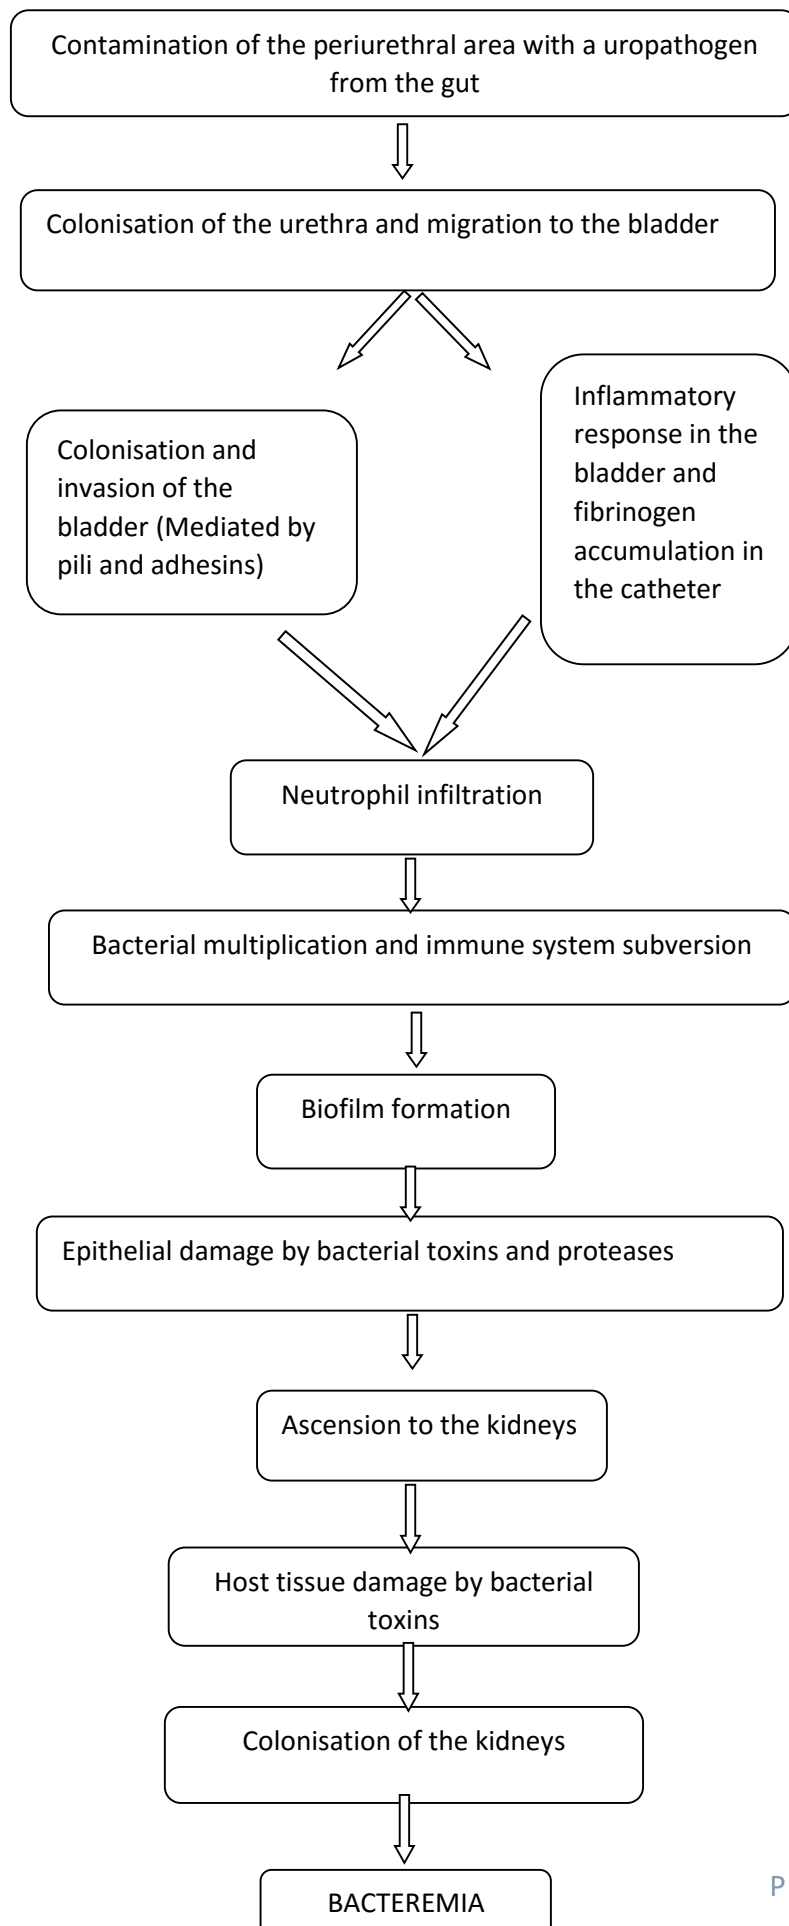 Contamination of the periurethral area with a uropathogen
from the gut
Colonisation of the urethra and migration to the bladder
Colonisation and
invasion of the
bladder (Mediated by
pili and adhesins)
Inflammatory
response in the
bladder and
fibrinogen
accumulation in
the catheter
Neutrophil infiltration
Bacterial multiplication and immune system subversion
Biofilm formation
Epithelial damage by bacterial toxins and proteases
Ascension to the kidneys
Host tissue damage by bacterial
toxins
Colonisation of the kidneys
BACTEREMIA
P